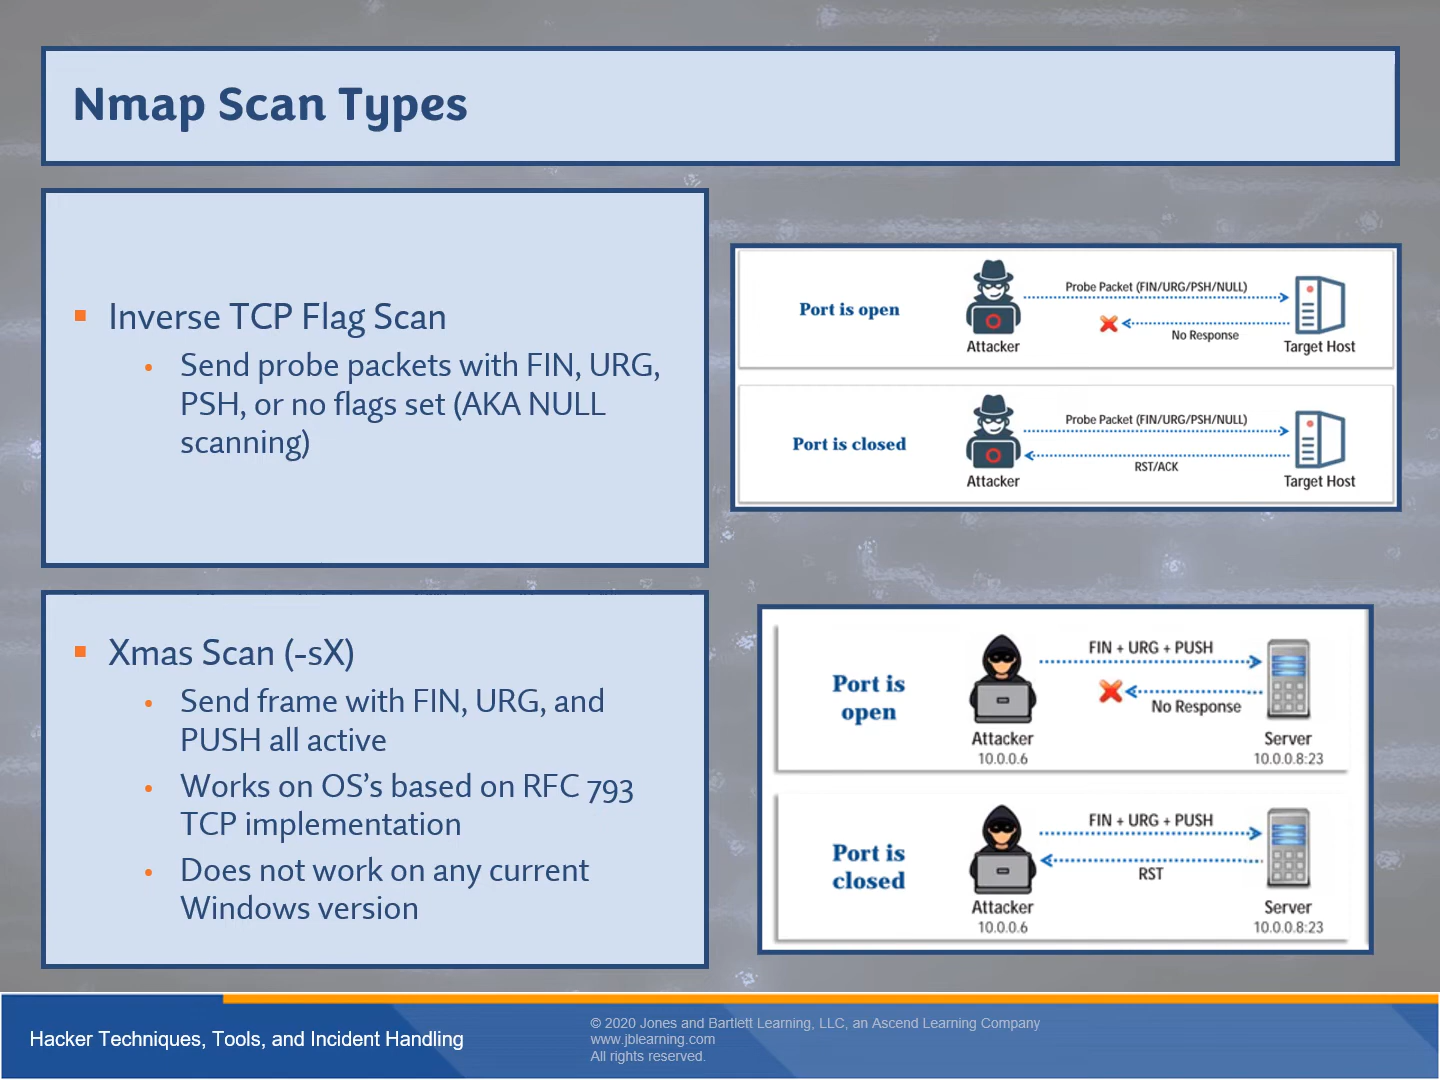 Nmap Scan Types
Inverse TCP Flag Scan
Send probe packets with FIN, URG,
PSH, or no flags set (AKA NULL
scanning)
Port is open
Attacker
Probe Packet (FIN/URG/PSH/NULL)
No Response
Target Host
Port is closed
Attacker
Probe Packet (FIN/URG/PSH/NULL)
RST/ACK
Target Host
Xmas Scan (-sX)
Send frame with FIN, URG, and
PUSH all active
Works on OS's based on RFC 793
TCP implementation
Does not work on any current
Windows version
Port is
open
Attacker
10.0.0.6
FIN + URG + PUSH
No Response
Server
10.0.0.8:23
Port is
closed
Attacker
10.0.0.6
FIN + URG + PUSH
RST
Server
10.0.0.8:23
Hacker Techniques, Tools, and Incident Handling
© 2020 Jones and Bartlett Learning, LLC, an Ascend Learning Company
www.jblearning.com
All rights reserved.